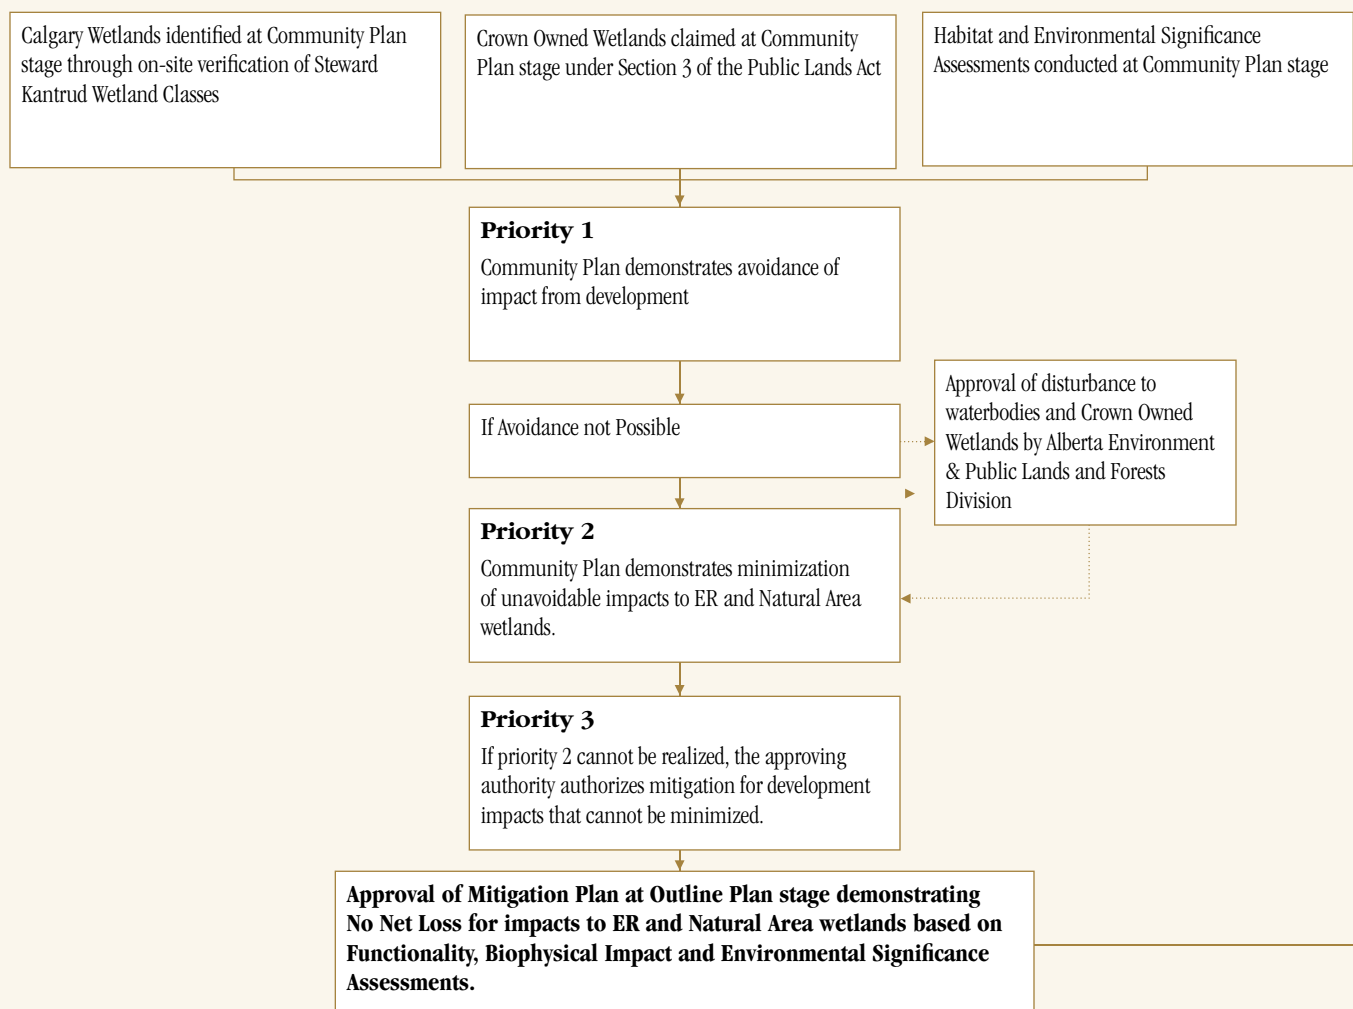 Calgary Wetlands identified at Community Plan
stage through on-site verification of Steward
Kantrud Wetland Classes
Crown Owned Wetlands claimed at Community
Plan stage under Section 3 of the Public Lands Act
Habitat and Environmental Significance
Assessments conducted at Community Plan stage
Priority 1
Community Plan demonstrates avoidance of
impact from development
If Avoidance not Possible
Approval of disturbance to
waterbodies and Crown Owned
Wetlands by Alberta Environment
& Public Lands and Forests
Division
Priority 2
Community Plan demonstrates minimization
of unavoidable impacts to ER and Natural Area
wetlands.
Priority 3
If priority 2 cannot be realized, the approving
authority authorizes mitigation for development
impacts that cannot be minimized.
Approval of Mitigation Plan at Outline Plan stage demonstrating
No Net Loss for impacts to ER and Natural Area wetlands based on
Functionality, Biophysical Impact and Environmental Significance
Assessments.